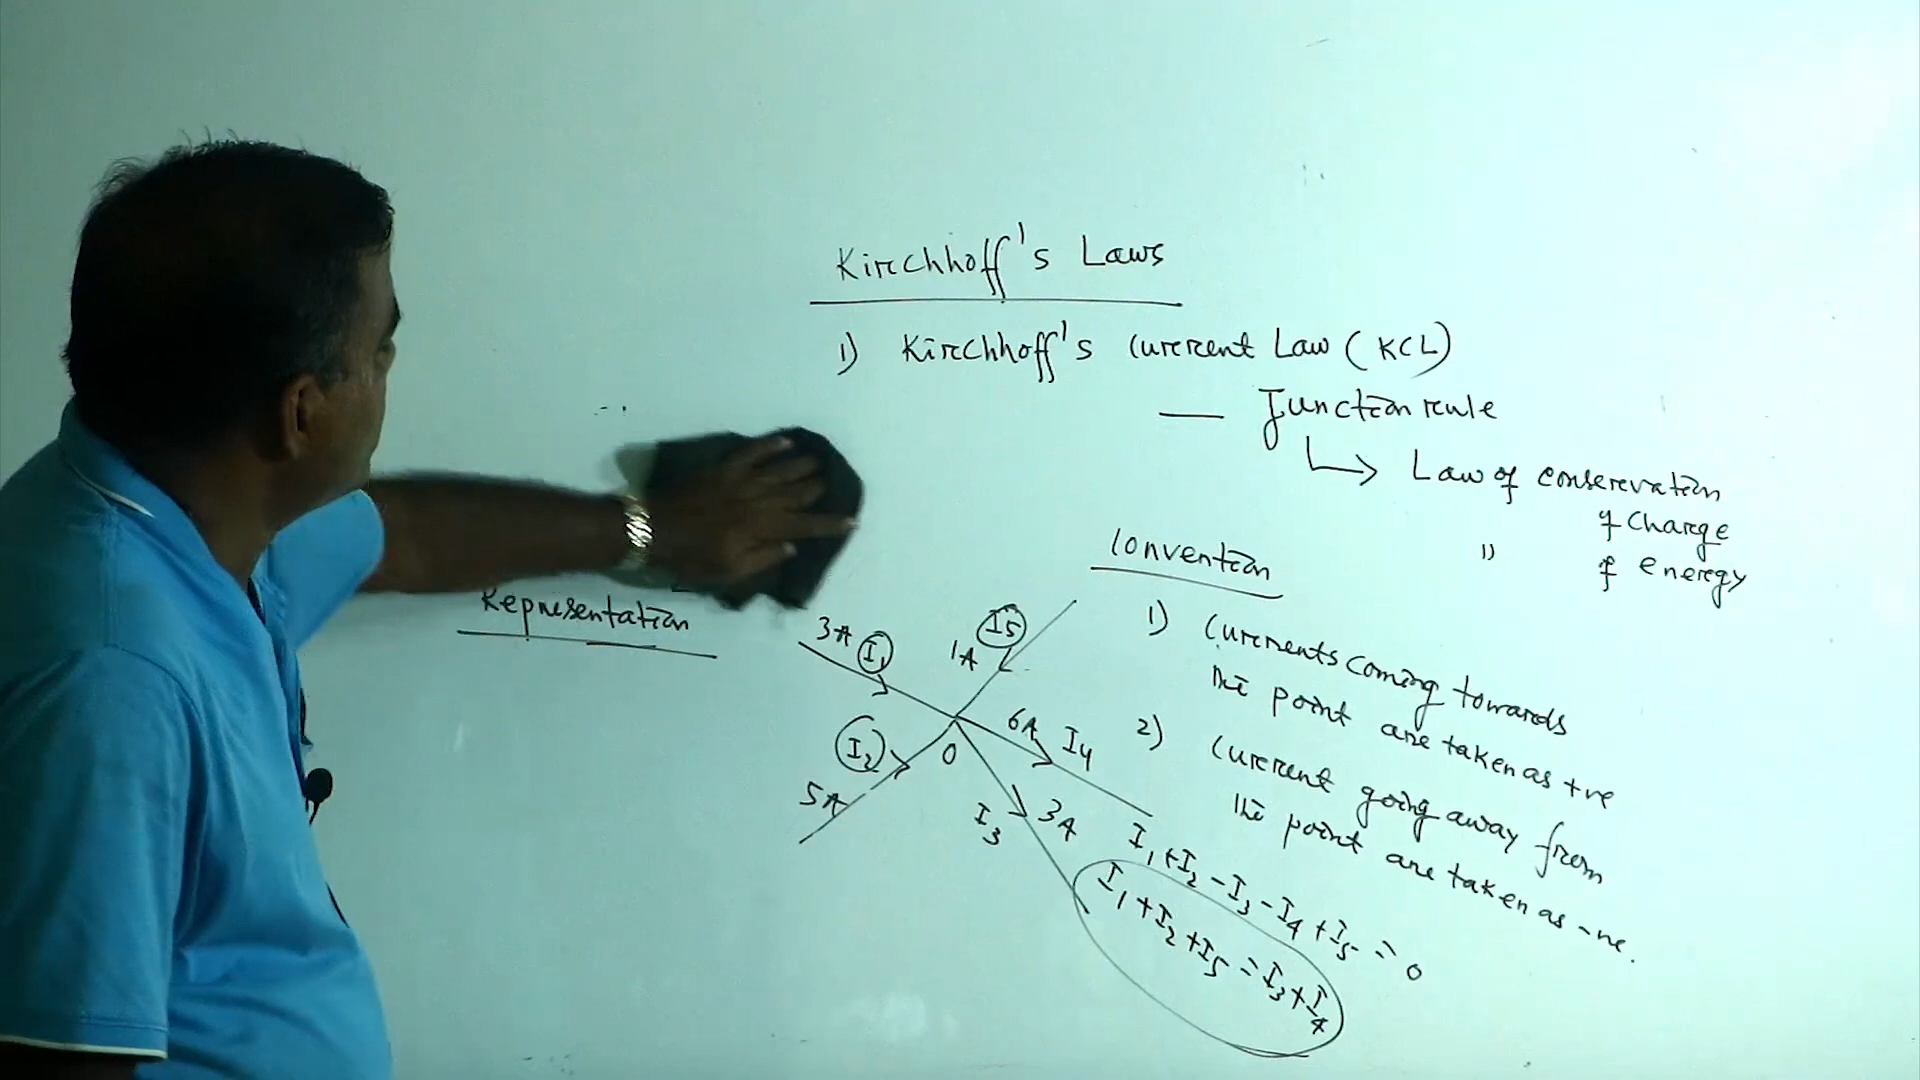 Kirchhoff's Laws
1) Kirchhoff's Current Law (KCL)
— Junction rule
↳ Law of conservation
of charge
" of energy
Convention
1) Currents coming towards
the point are taken as +ve
2) Current going away from
the point are taken as -ve.
Representation
3A I₁
1A I₅
I₂
5A
O
6A I₄
I₃ 3A
I₁ + I₂ - I₃ - I₄ + I₅ = 0
I₁ + I₂ + I₅ = I₃ + I₄